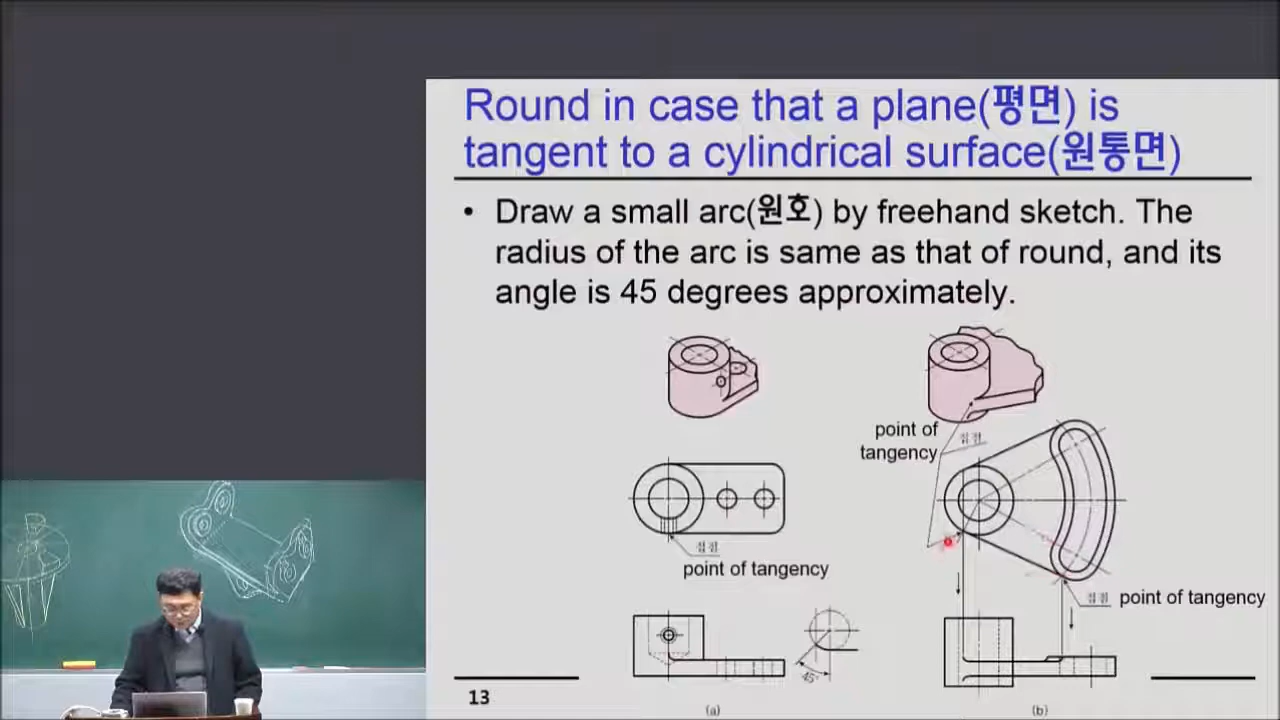 Round in case that a plane(평면) is
tangent to a cylindrical surface(원통면)
• Draw a small arc(원호) by freehand sketch. The
radius of the arc is same as that of round, and its
angle is 45 degrees approximately.
point of
tangency
접점
접점
point of tangency
접점
point of tangency
45°
13
(a)
(b)